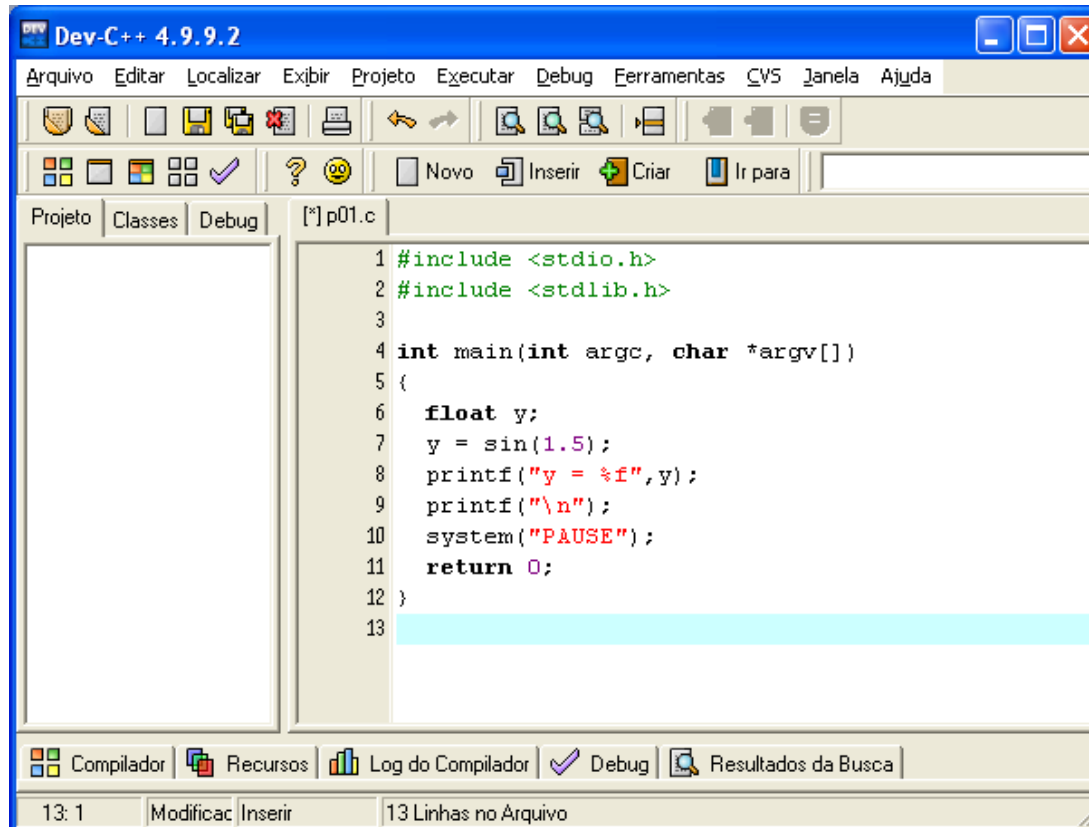 Dev-C++ 4.9.9.2
Arquivo Editar Localizar Exibir Projeto Executar Debug Ferramentas CVS Janela Ajuda
Novo Inserir Criar Ir para
Projeto Classes Debug [*] p01.c
1 #include <stdio.h>
2 #include <stdlib.h>
3
4 int main(int argc, char *argv[])
5 {
6   float y;
7   y = sin(1.5);
8   printf("y = %f",y);
9   printf("\n");
10   system("PAUSE");
11   return 0;
12 }
13
Compilador Recursos Log do Compilador Debug Resultados da Busca
13: 1 Modificac Inserir 13 Linhas no Arquivo